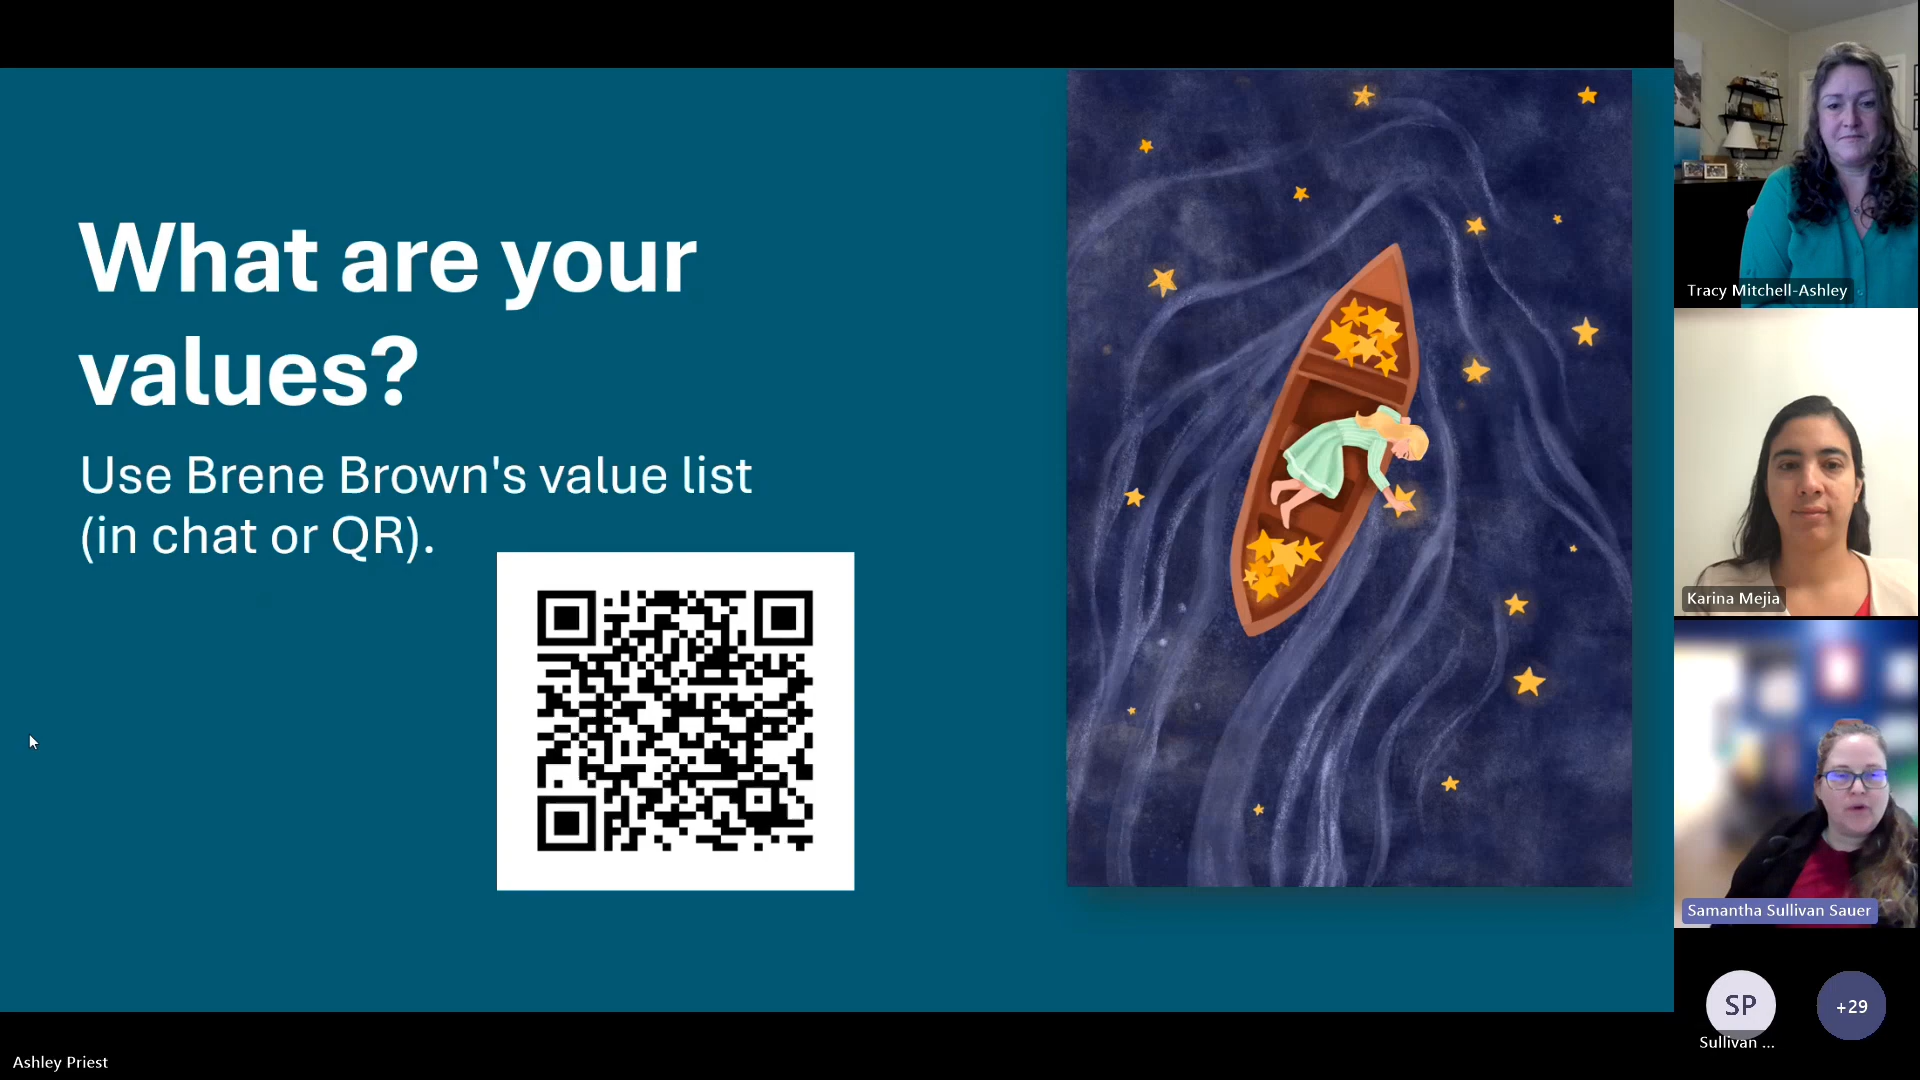 What are your
values?
Use Brene Brown's value list
(in chat or QR).
Tracy Mitchell-Ashley
Karina Mejia
Samantha Sullivan Sauer
SP
+29
Sullivan ...
Ashley Priest